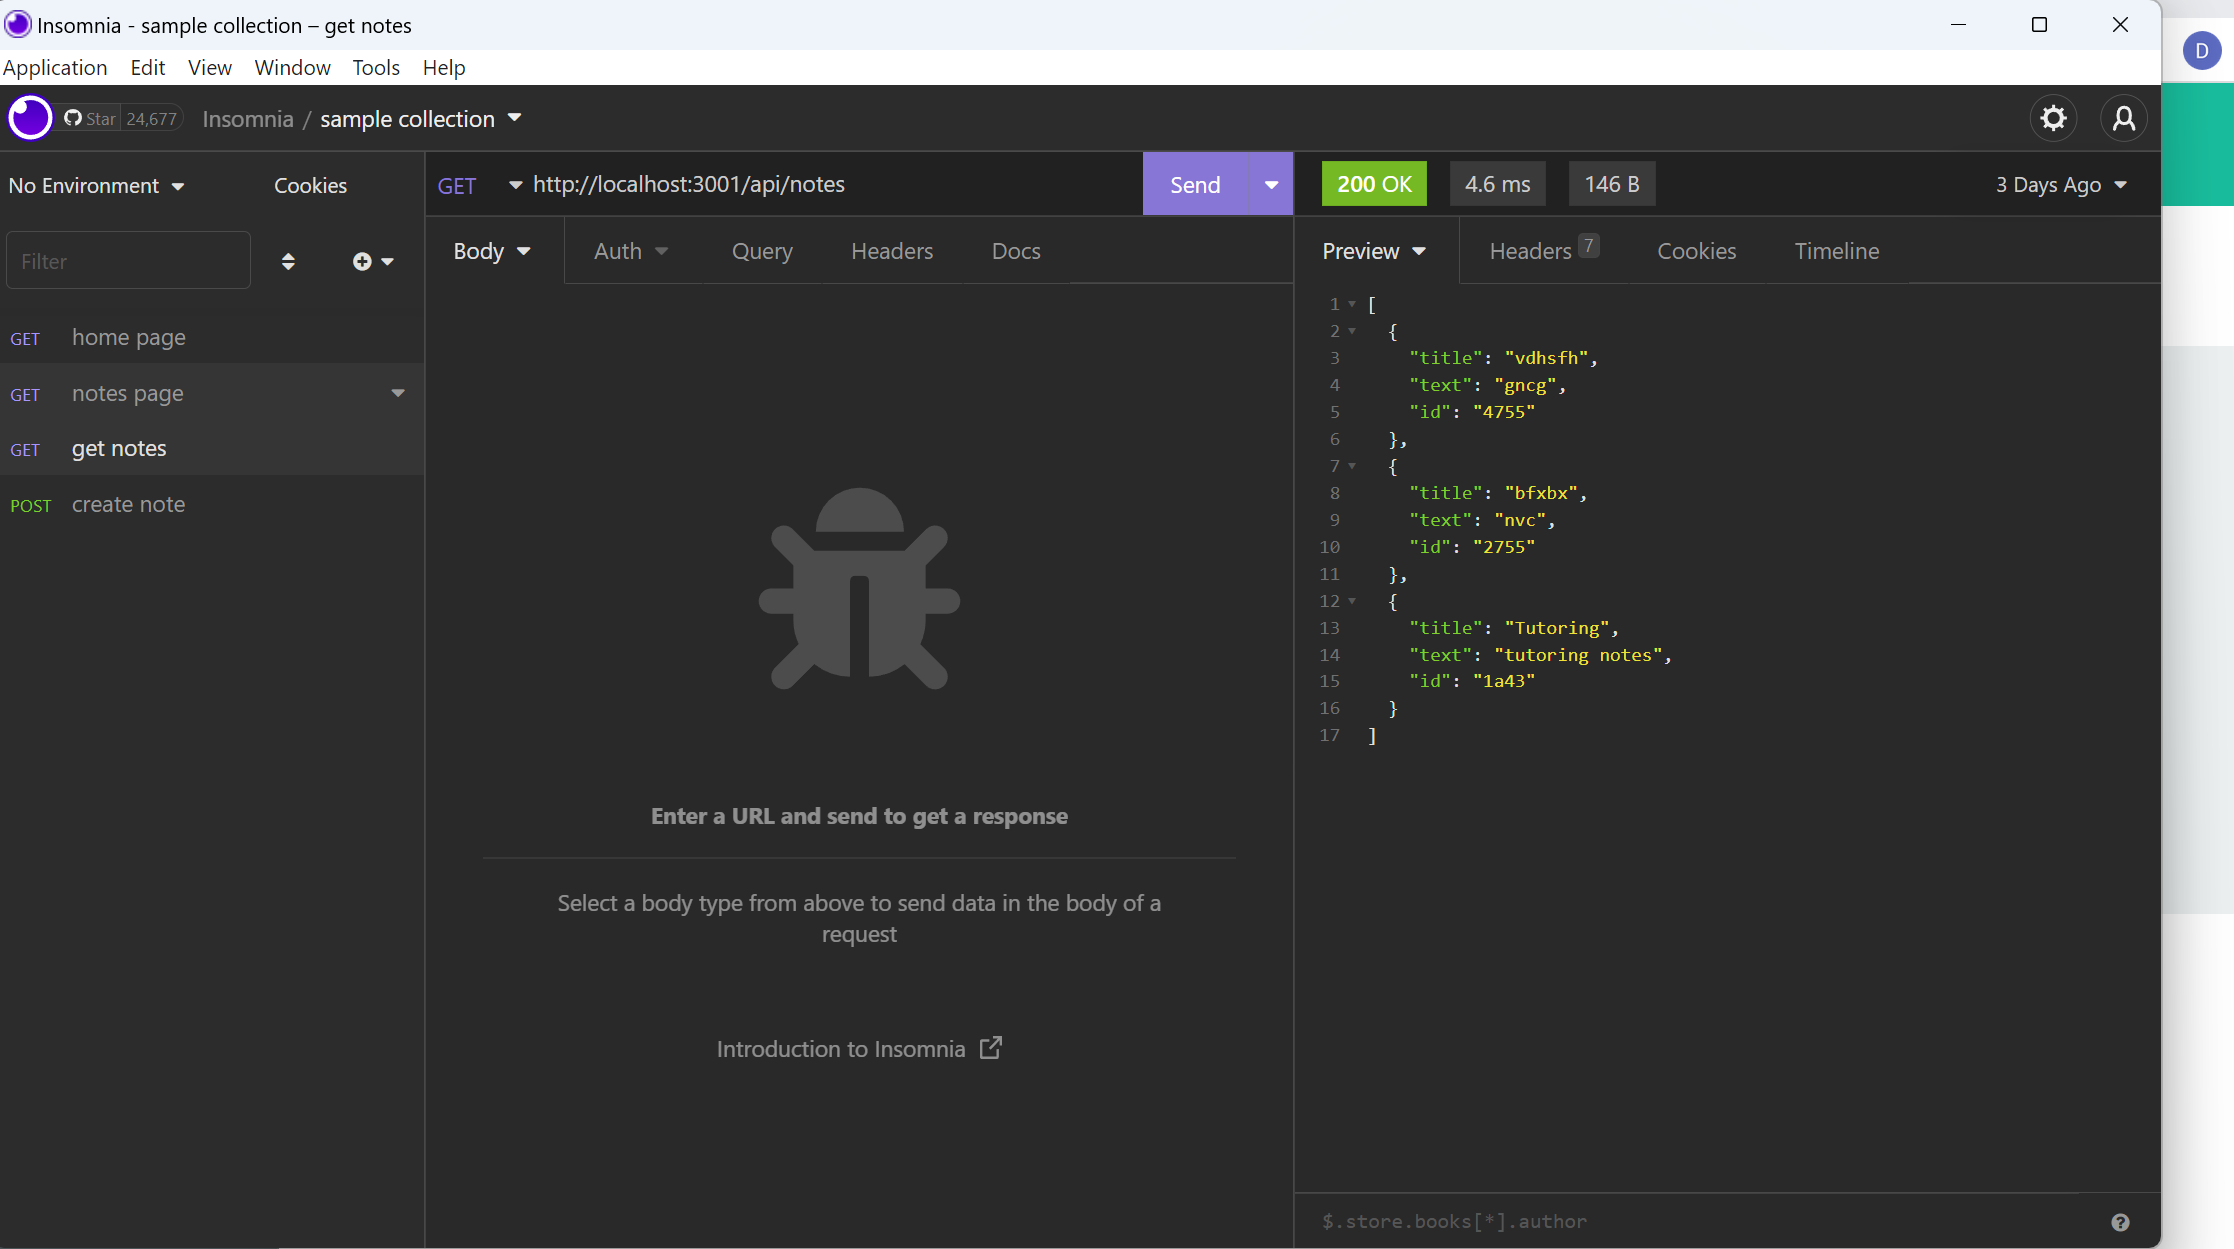 Insomnia - sample collection – get notes
Application Edit View Window Tools Help
D
Star 24,677 Insomnia / sample collection
No Environment Cookies
Filter
GET home page
GET notes page
GET get notes
POST create note
GET http://localhost:3001/api/notes Send
Body Auth Query Headers Docs
Enter a URL and send to get a response
Select a body type from above to send data in the body of a
request
Introduction to Insomnia
200 OK 4.6 ms 146 B 3 Days Ago
Preview Headers 7 Cookies Timeline
1 [
2 {
3 "title": "vdhsfh",
4 "text": "gncg",
5 "id": "4755"
6 },
7 {
8 "title": "bfxbx",
9 "text": "nvc",
10 "id": "2755"
11 },
12 {
13 "title": "Tutoring",
14 "text": "tutoring notes",
15 "id": "1a43"
16 }
17 ]
$.store.books[*].author
?